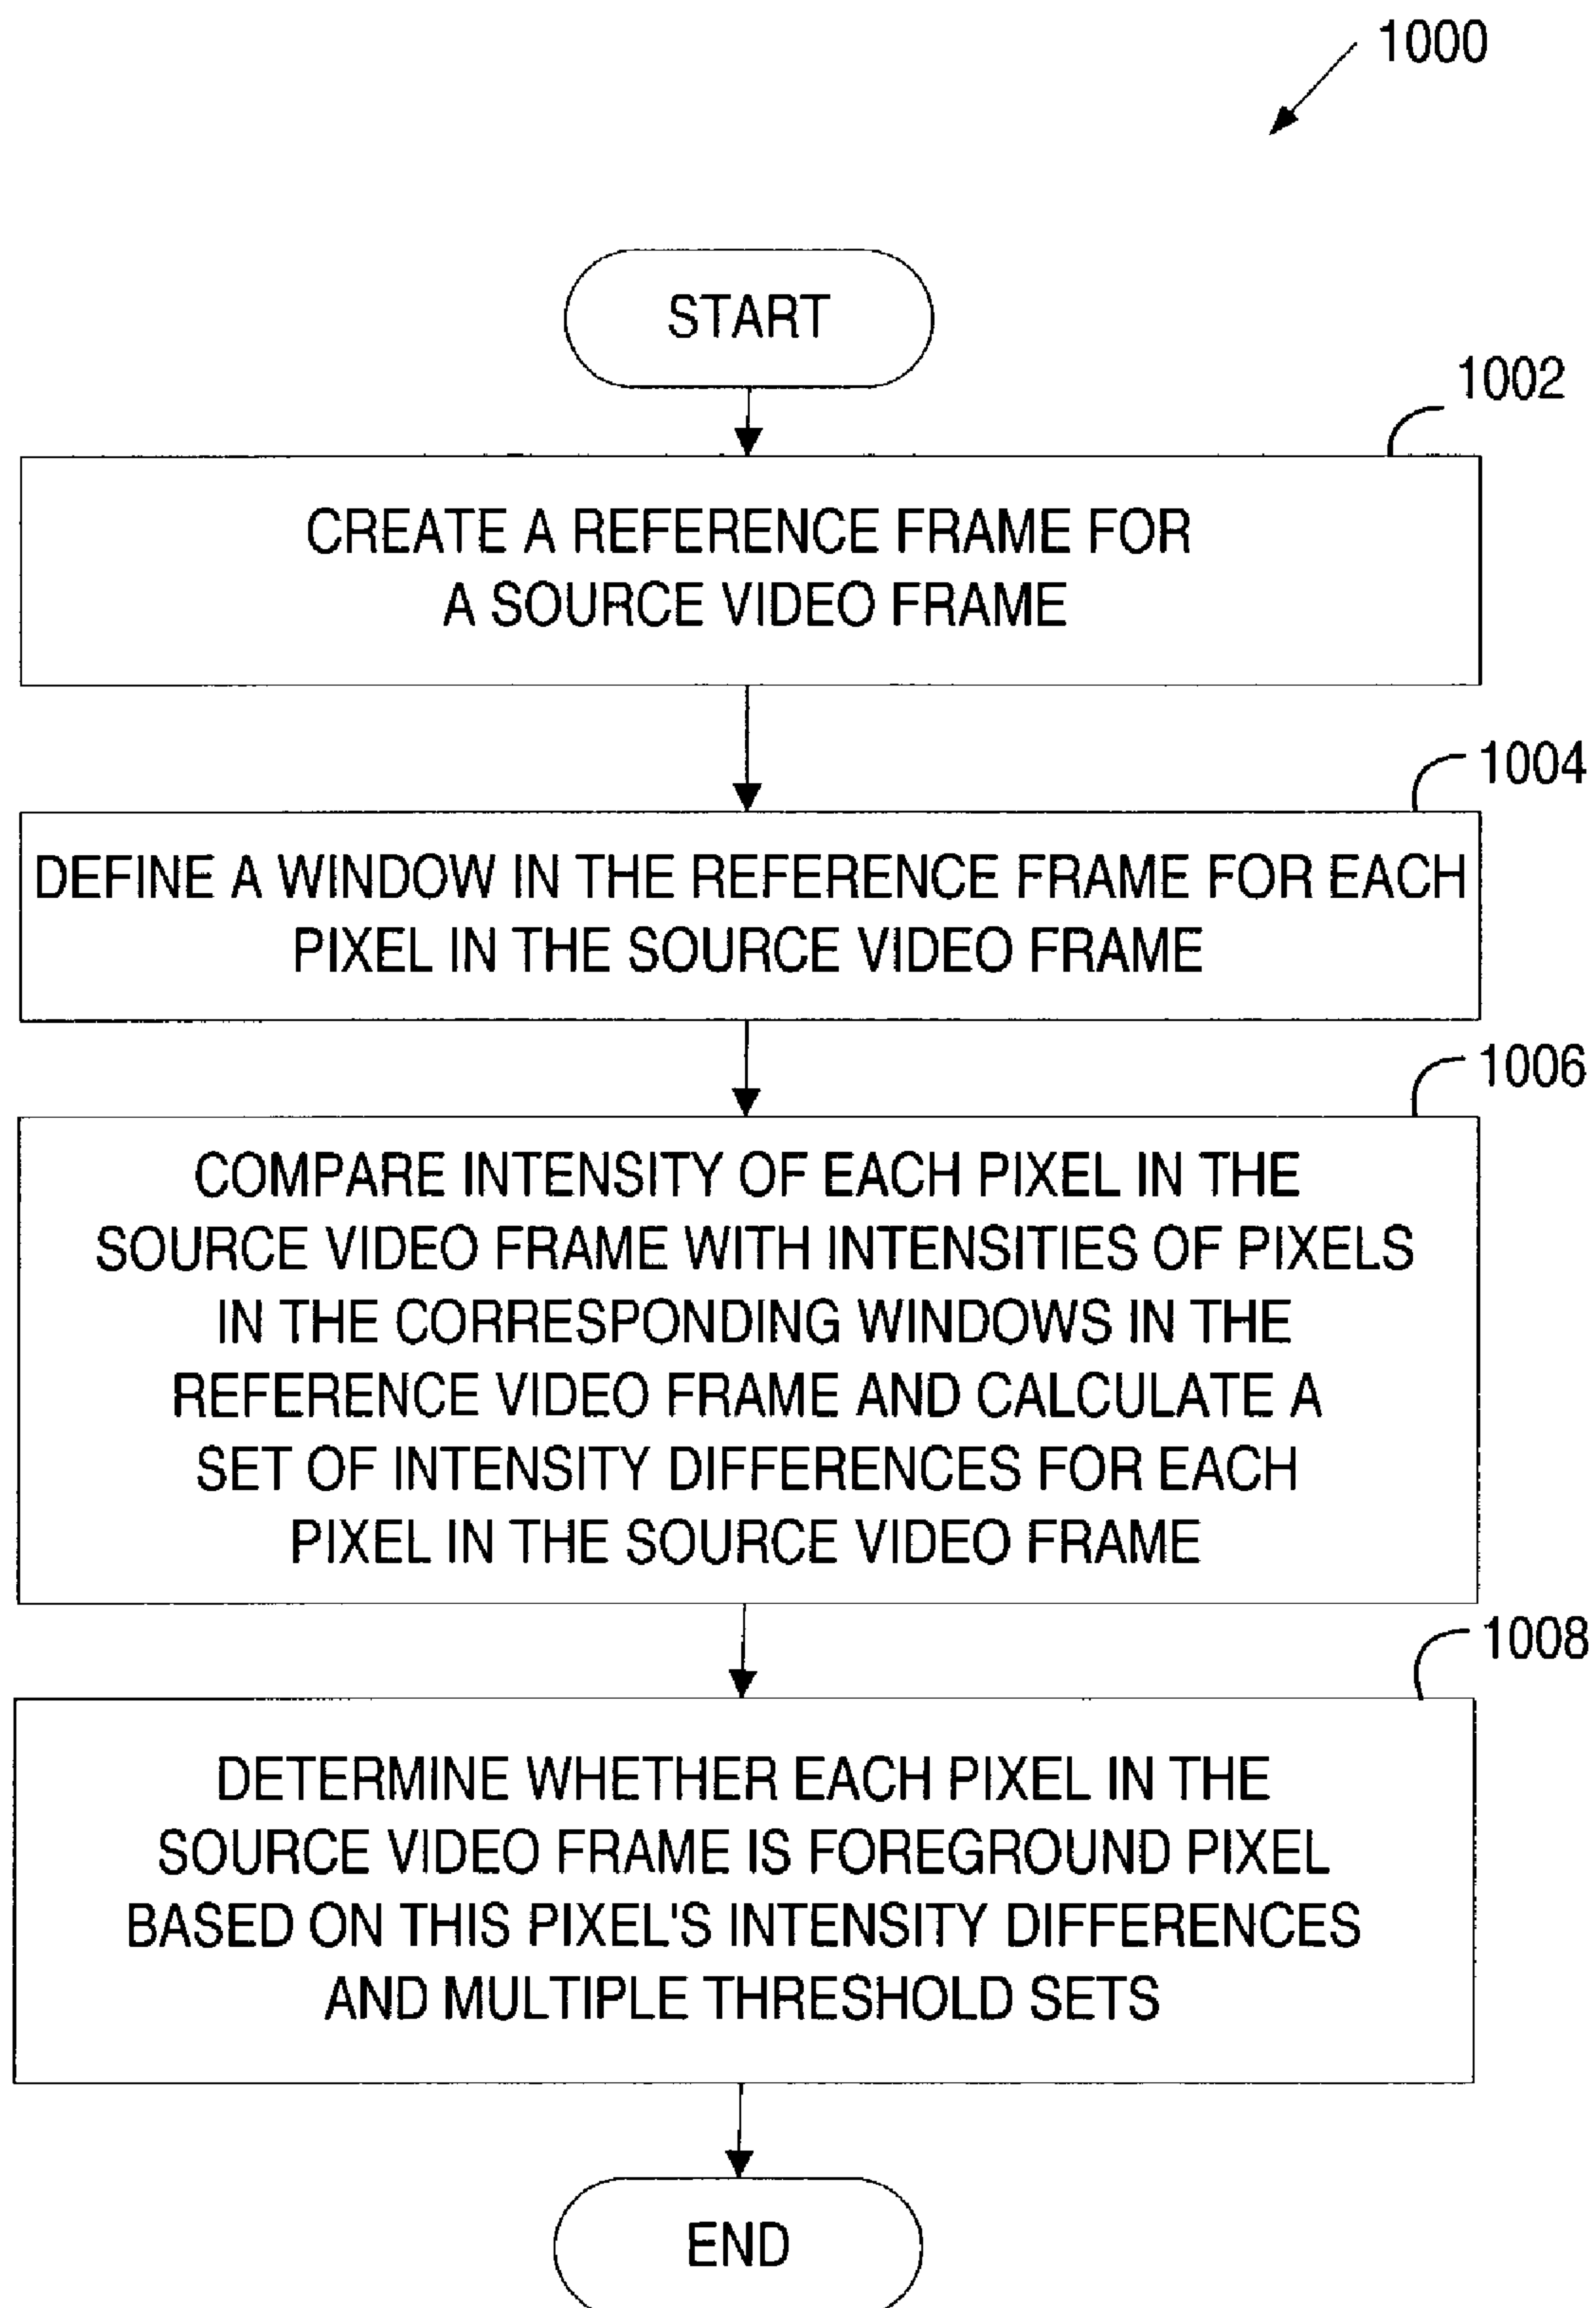 1000
START
1002
CREATE A REFERENCE FRAME FOR
A SOURCE VIDEO FRAME
1004
DEFINE A WINDOW IN THE REFERENCE FRAME FOR EACH
PIXEL IN THE SOURCE VIDEO FRAME
1006
COMPARE INTENSITY OF EACH PIXEL IN THE
SOURCE VIDEO FRAME WITH INTENSITIES OF PIXELS
IN THE CORRESPONDING WINDOWS IN THE
REFERENCE VIDEO FRAME AND CALCULATE A
SET OF INTENSITY DIFFERENCES FOR EACH
PIXEL IN THE SOURCE VIDEO FRAME
1008
DETERMINE WHETHER EACH PIXEL IN THE
SOURCE VIDEO FRAME IS FOREGROUND PIXEL
BASED ON THIS PIXEL'S INTENSITY DIFFERENCES
AND MULTIPLE THRESHOLD SETS
END